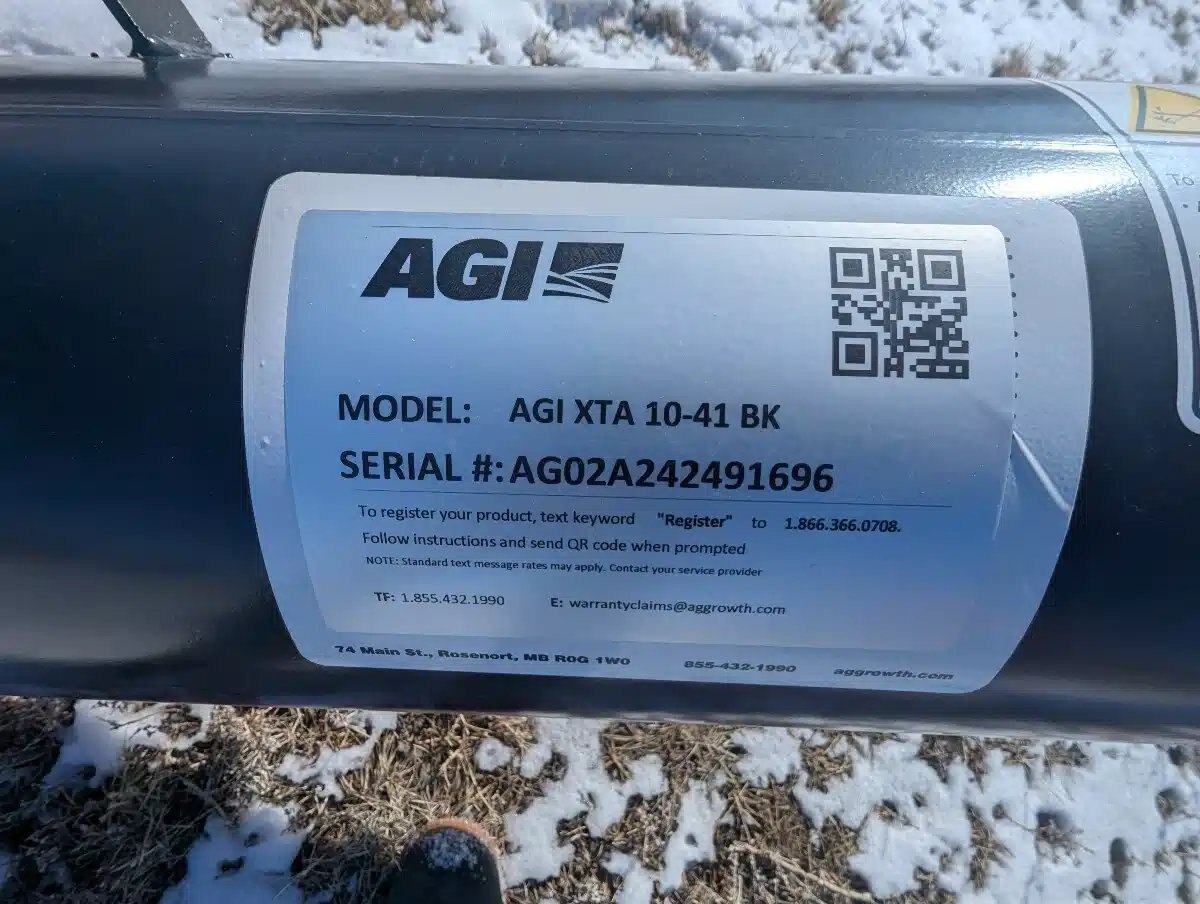 AGI
MODEL: AGI XTA 10-41 BK
SERIAL #: AG02A242491696
To register your product, text keyword "Register" to 1.866.366.0708.
Follow instructions and send QR code when prompted
NOTE: Standard text message rates may apply. Contact your service provider
TF: 1.855.432.1990 E: warrantyclaims@aggrowth.com
74 Main St., Rosenort, MB R0G 1W0 855-432-1990 aggrowth.com
To